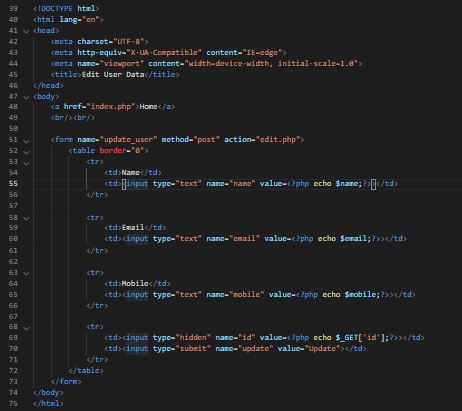 39 <!DOCTYPE html>
40 <html lang="en">
41 <head>
42 <meta charset="UTF-8">
43 <meta http-equiv="X-UA-Compatible" content="IE=edge">
44 <meta name="viewport" content="width=device-width, initial-scale=1.0">
45 <title>Edit User Data</title>
46 </head>
47 <body>
48 <a href="index.php">Home</a>
49 <br/><br/>
50
51 <form name="update_user" method="post" action="edit.php">
52 <table border="0">
53 <tr>
54 <td>Name</td>
55 <td><input type="text" name="name" value=<?php echo $name;?>></td>
56 </tr>
57
58 <tr>
59 <td>Email</td>
60 <td><input type="text" name="email" value=<?php echo $email;?>></td>
61 </tr>
62
63 <tr>
64 <td>Mobile</td>
65 <td><input type="text" name="mobile" value=<?php echo $mobile;?>></td>
66 </tr>
67
68 <tr>
69 <td><input type="hidden" name="id" value=<?php echo $_GET['id'];?>></td>
70 <td><input type="submit" name="update" value="Update"></td>
71 </tr>
72 </table>
73 </form>
74 </body>
75 </html>